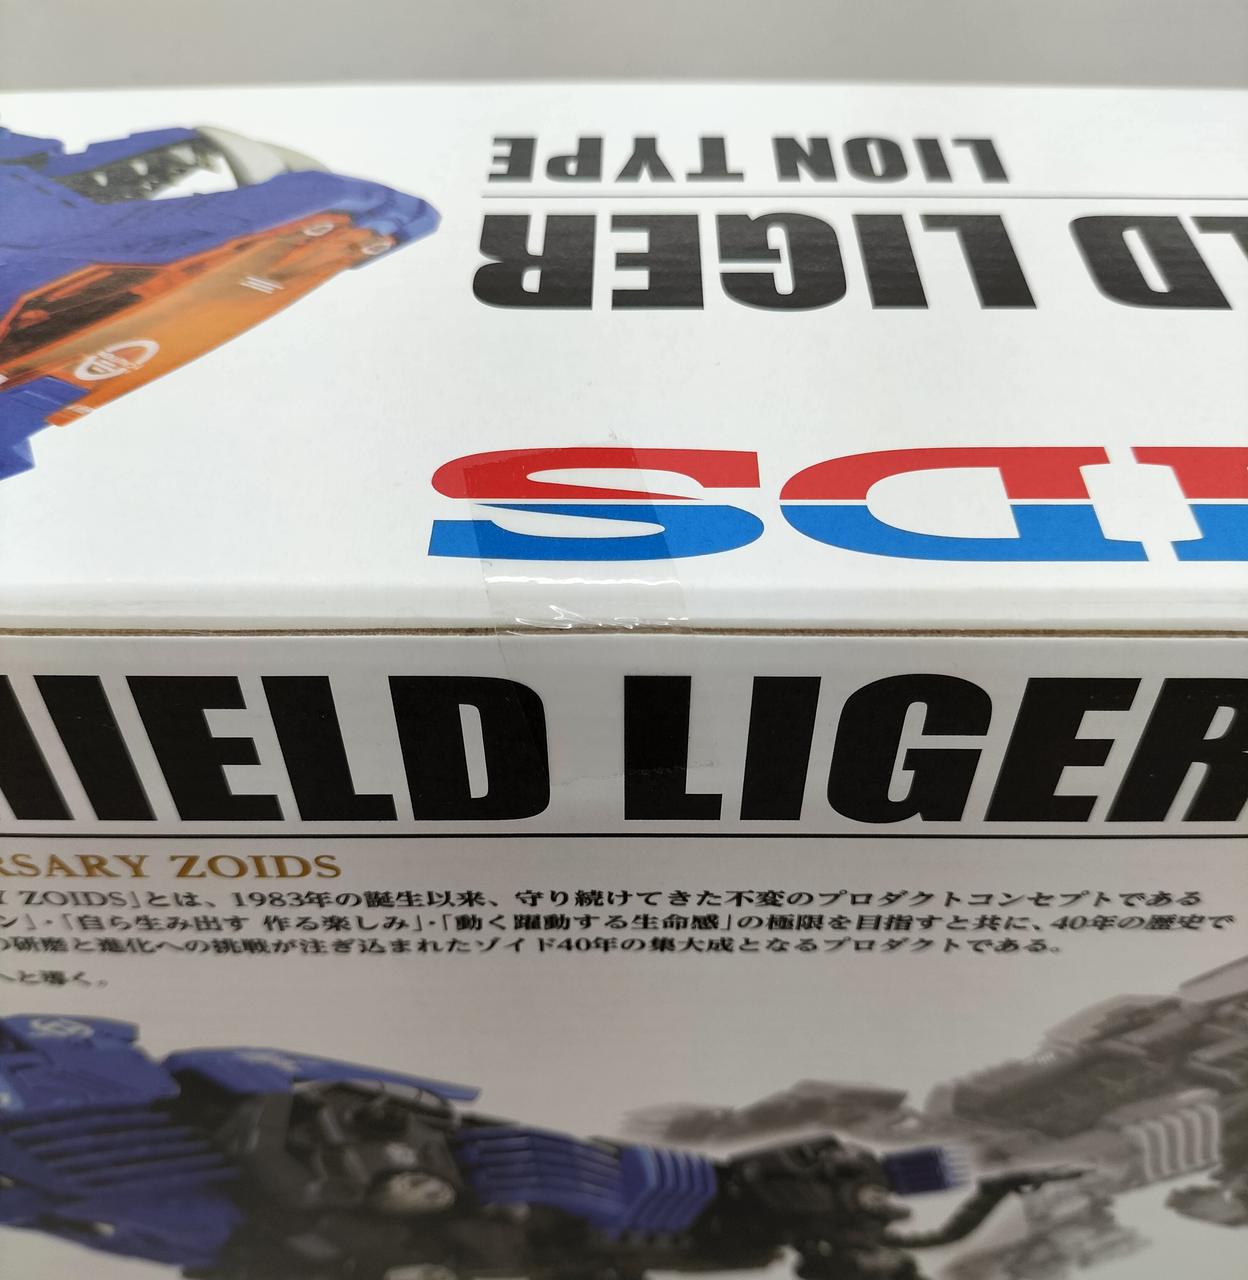 LION TYPE
LD LIGER
DS
HIELD LIGER
RSARY ZOIDS
ZOIDS」とは、1983年の誕生以来、守り続けてきた不変のプロダクトコンセプトである
ン」・「自ら生み出す 作る楽しみ」・「動く躍動する生命感」の極限を目指すと共に、40年の歴史で
の研磨と進化への挑戦が注ぎ込まれたゾイド40年の集大成となるプロダクトである。
へと導く。